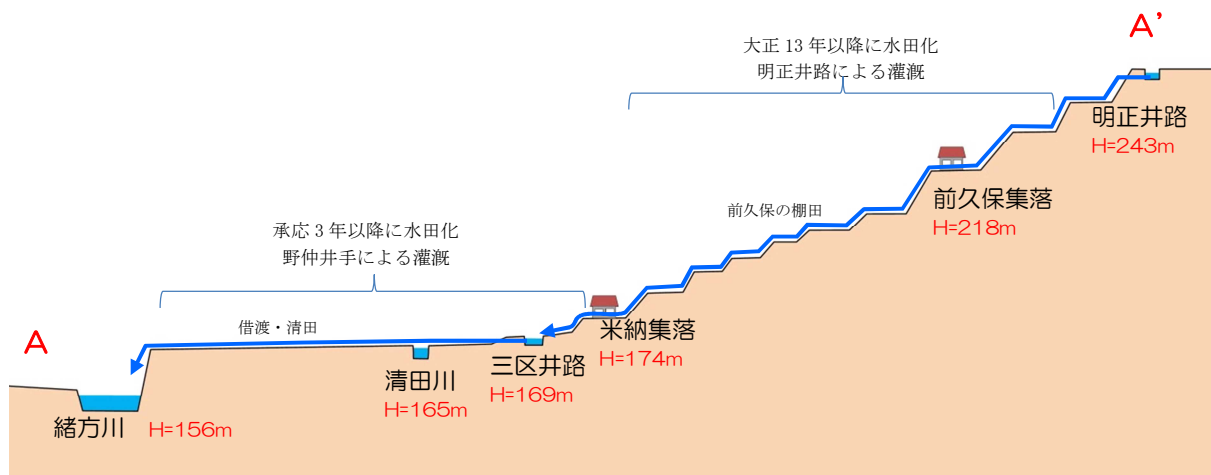 A’
大正 13 年以降に水田化
明正井路による灌漑
明正井路
H=243m
前久保集落
H=218m
前久保の棚田
承応 3 年以降に水田化
野仲井手による灌漑
米納集落
H=174m
借渡・清田
A
三区井路
H=169m
清田川
H=165m
緒方川
H=156m